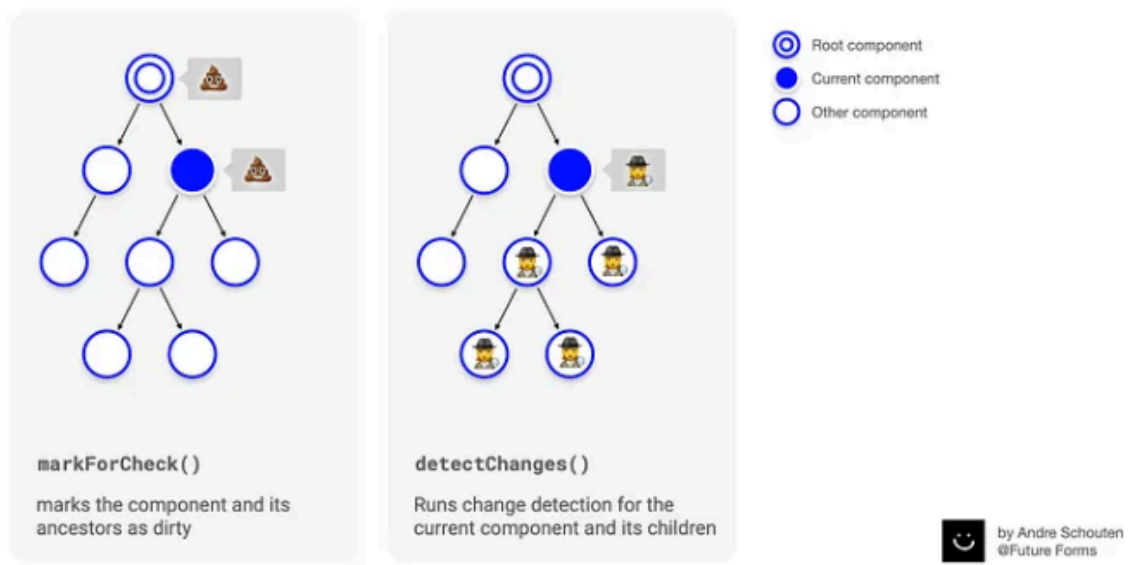 markForCheck()
marks the component and its
ancestors as dirty
detectChanges()
Runs change detection for the
current component and its children
Root component
Current component
Other component
by Andre Schouten
@Future Forms